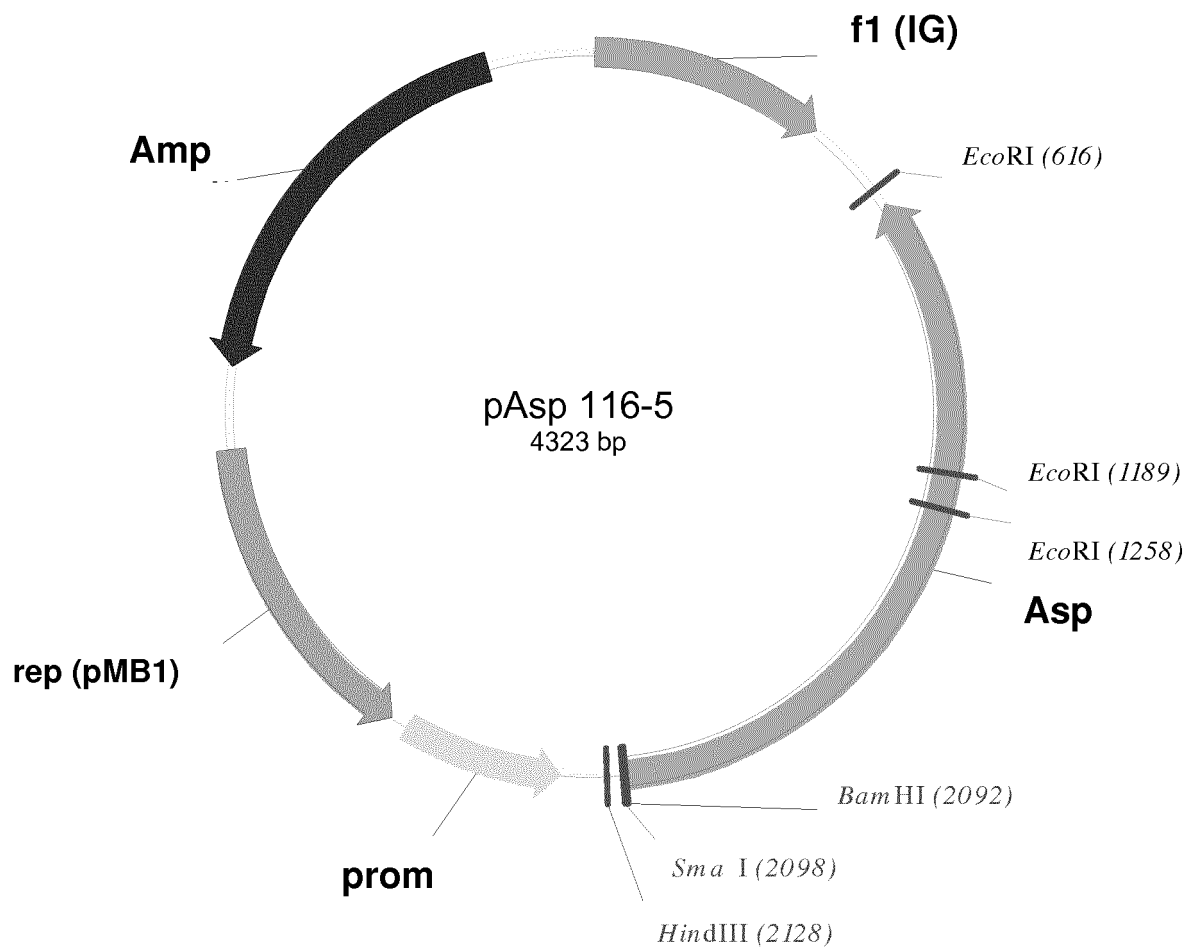 f1 (IG)
Amp
EcoRI (616)
pAsp 116-5
4323 bp
EcoRI (1189)
EcoRI (1258)
Asp
rep (pMB1)
BamHI (2092)
prom
Sma I (2098)
HindIII (2128)